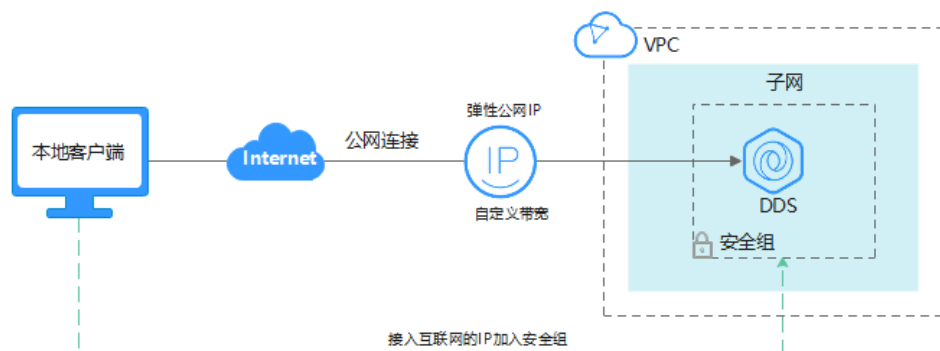 VPC
子网
弹性公网IP
本地客户端
Internet
公网连接
IP
自定义带宽
DDS
安全组
接入互联网的IP加入安全组